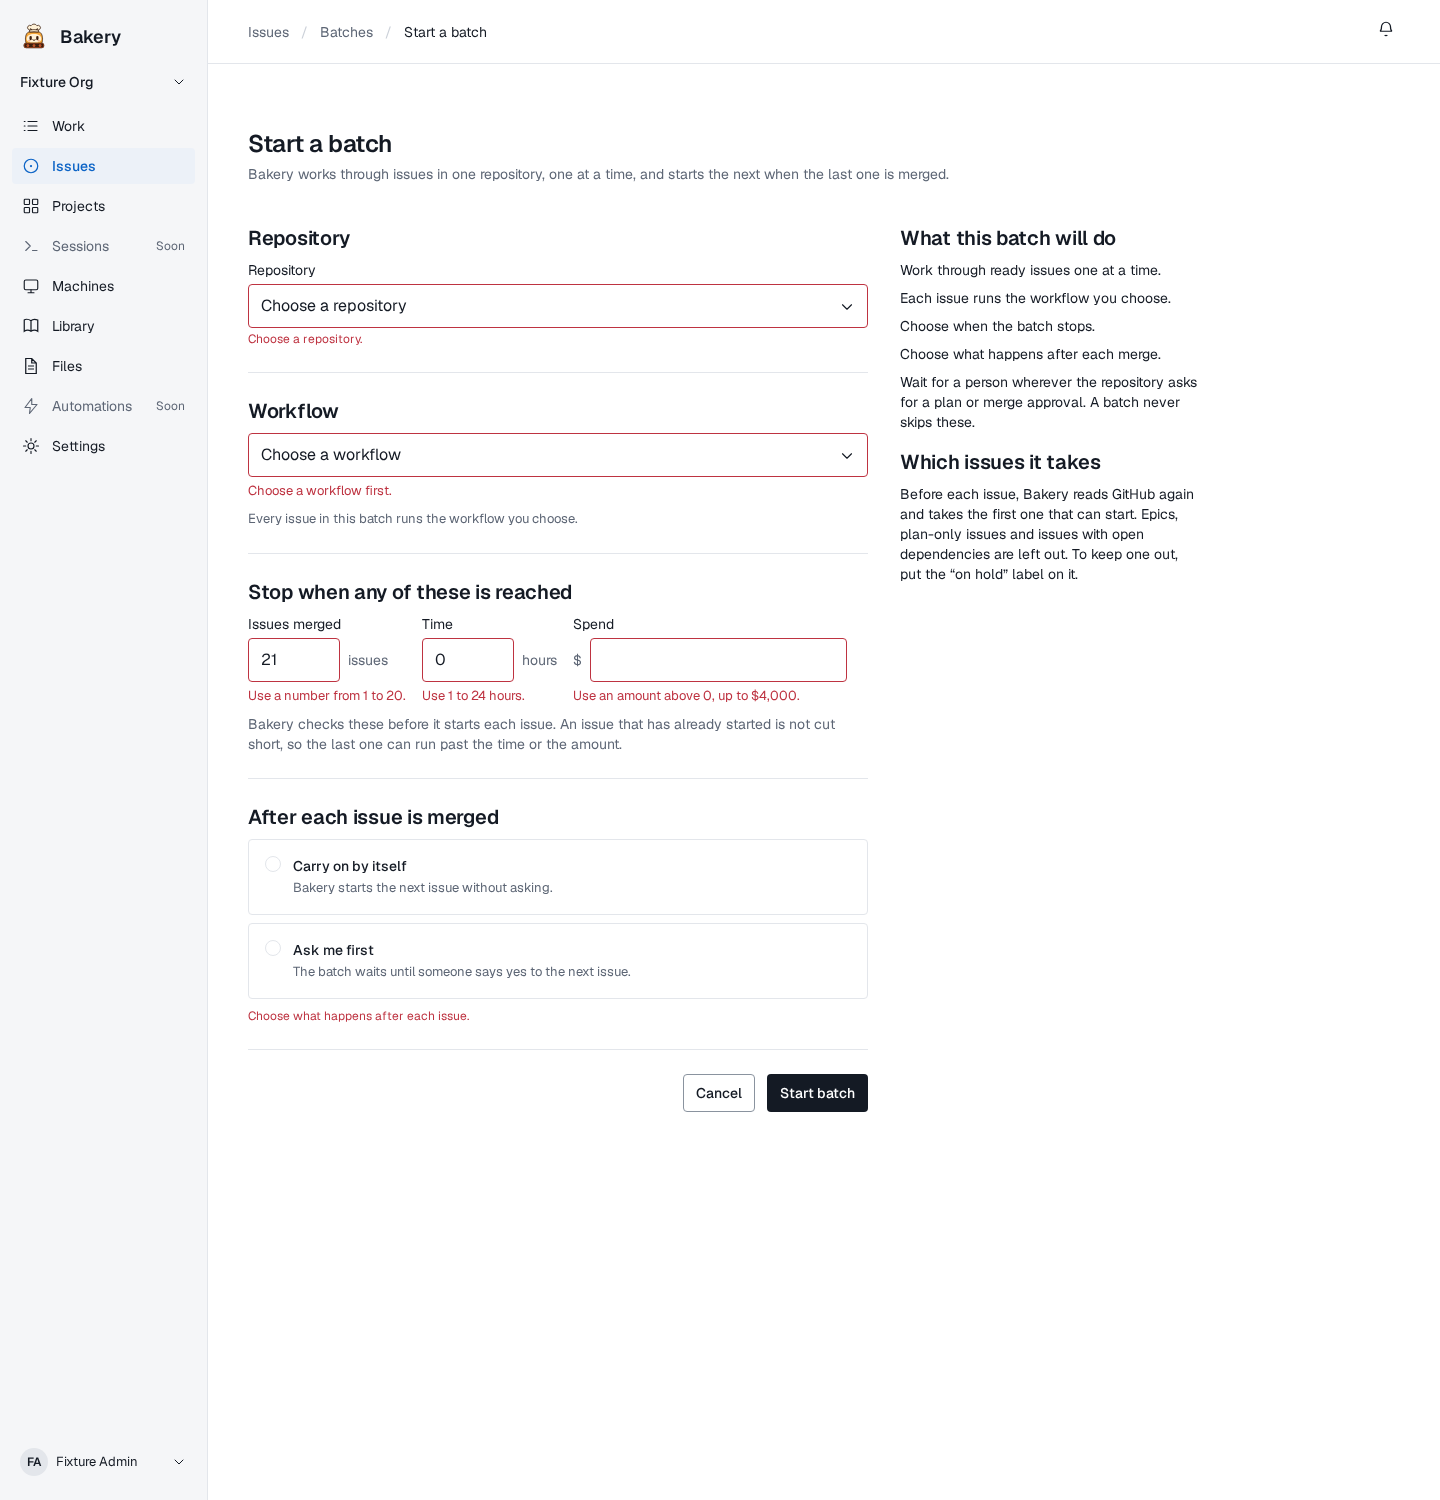 Bakery
Fixture Org
Work
Issues
Projects
Sessions Soon
Machines
Library
Files
Automations Soon
Settings
FA Fixture Admin
Issues / Batches / Start a batch
Start a batch
Bakery works through issues in one repository, one at a time, and starts the next when the last one is merged.
Repository
Repository
Choose a repository
Choose a repository.
Workflow
Choose a workflow
Choose a workflow first.
Every issue in this batch runs the workflow you choose.
Stop when any of these is reached
Issues merged Time Spend
21 issues 0 hours $
Use a number from 1 to 20. Use 1 to 24 hours. Use an amount above 0, up to $4,000.
Bakery checks these before it starts each issue. An issue that has already started is not cut
short, so the last one can run past the time or the amount.
After each issue is merged
Carry on by itself
Bakery starts the next issue without asking.
Ask me first
The batch waits until someone says yes to the next issue.
Choose what happens after each issue.
Cancel Start batch
What this batch will do
Work through ready issues one at a time.
Each issue runs the workflow you choose.
Choose when the batch stops.
Choose what happens after each merge.
Wait for a person wherever the repository asks
for a plan or merge approval. A batch never
skips these.
Which issues it takes
Before each issue, Bakery reads GitHub again
and takes the first one that can start. Epics,
plan-only issues and issues with open
dependencies are left out. To keep one out,
put the “on hold” label on it.